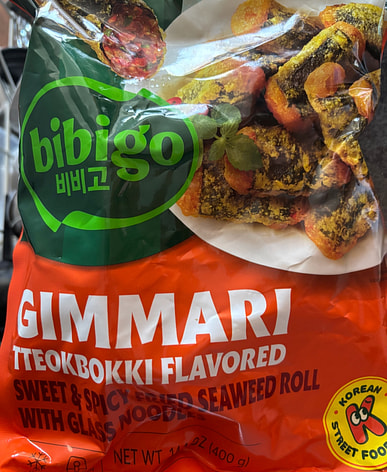 bibigo
비비고
GIMMARI
TTEOKBOKKI FLAVORED
SWEET & SPICY FRIED SEAWEED ROLL
WITH GLASS NOODLE
NET WT. OZ (400 g)
KOREAN
STREET FOOD